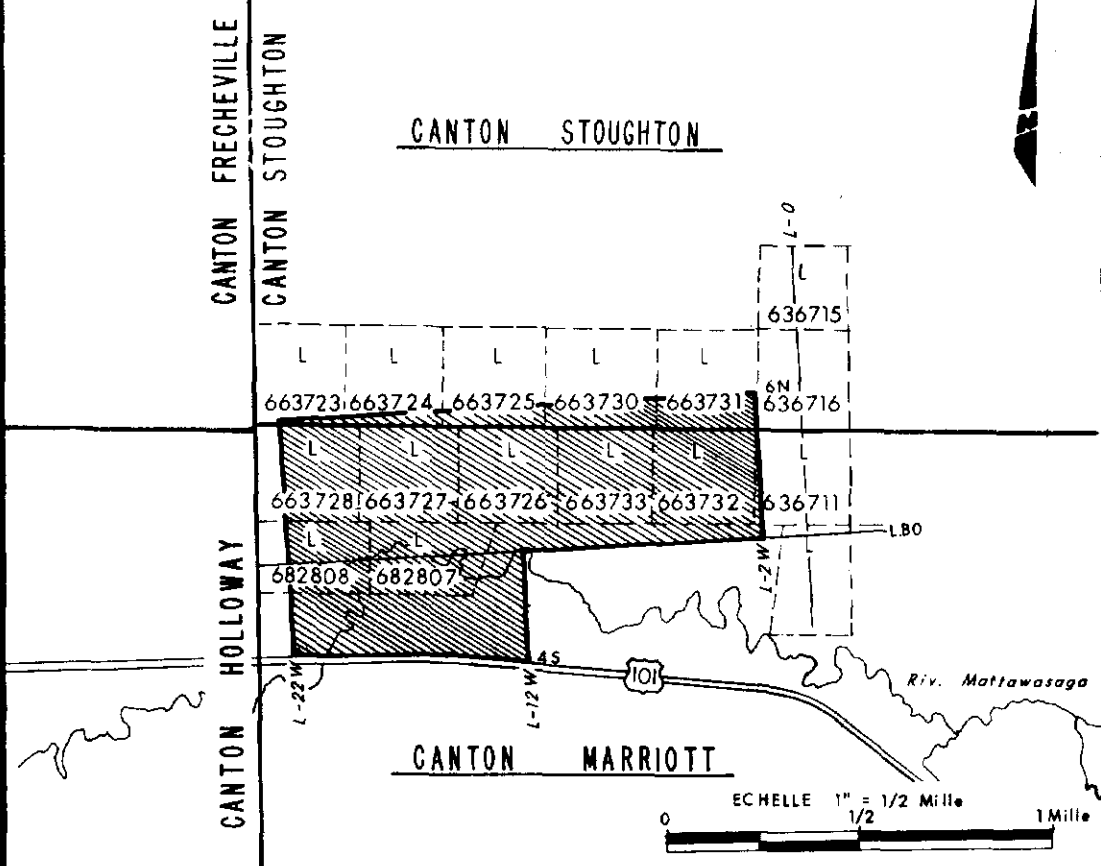 CANTON FRECHEVILLE
CANTON STOUGHTON
CANTON STOUGHTON
L-0
L
636715
L L L L L
663723 663724 663725 663730 663731
6N
636716
L L L L L L
663728 663727 663726 663733 663732 636711
L L L
L.BO
682808 682807
L-2W
CANTON HOLLOWAY
4S
101
L-22W
L-12W
Riv. Mattawasaga
CANTON MARRIOTT
ECHELLE 1" = 1/2 Mille
0 1/2 1 Mille